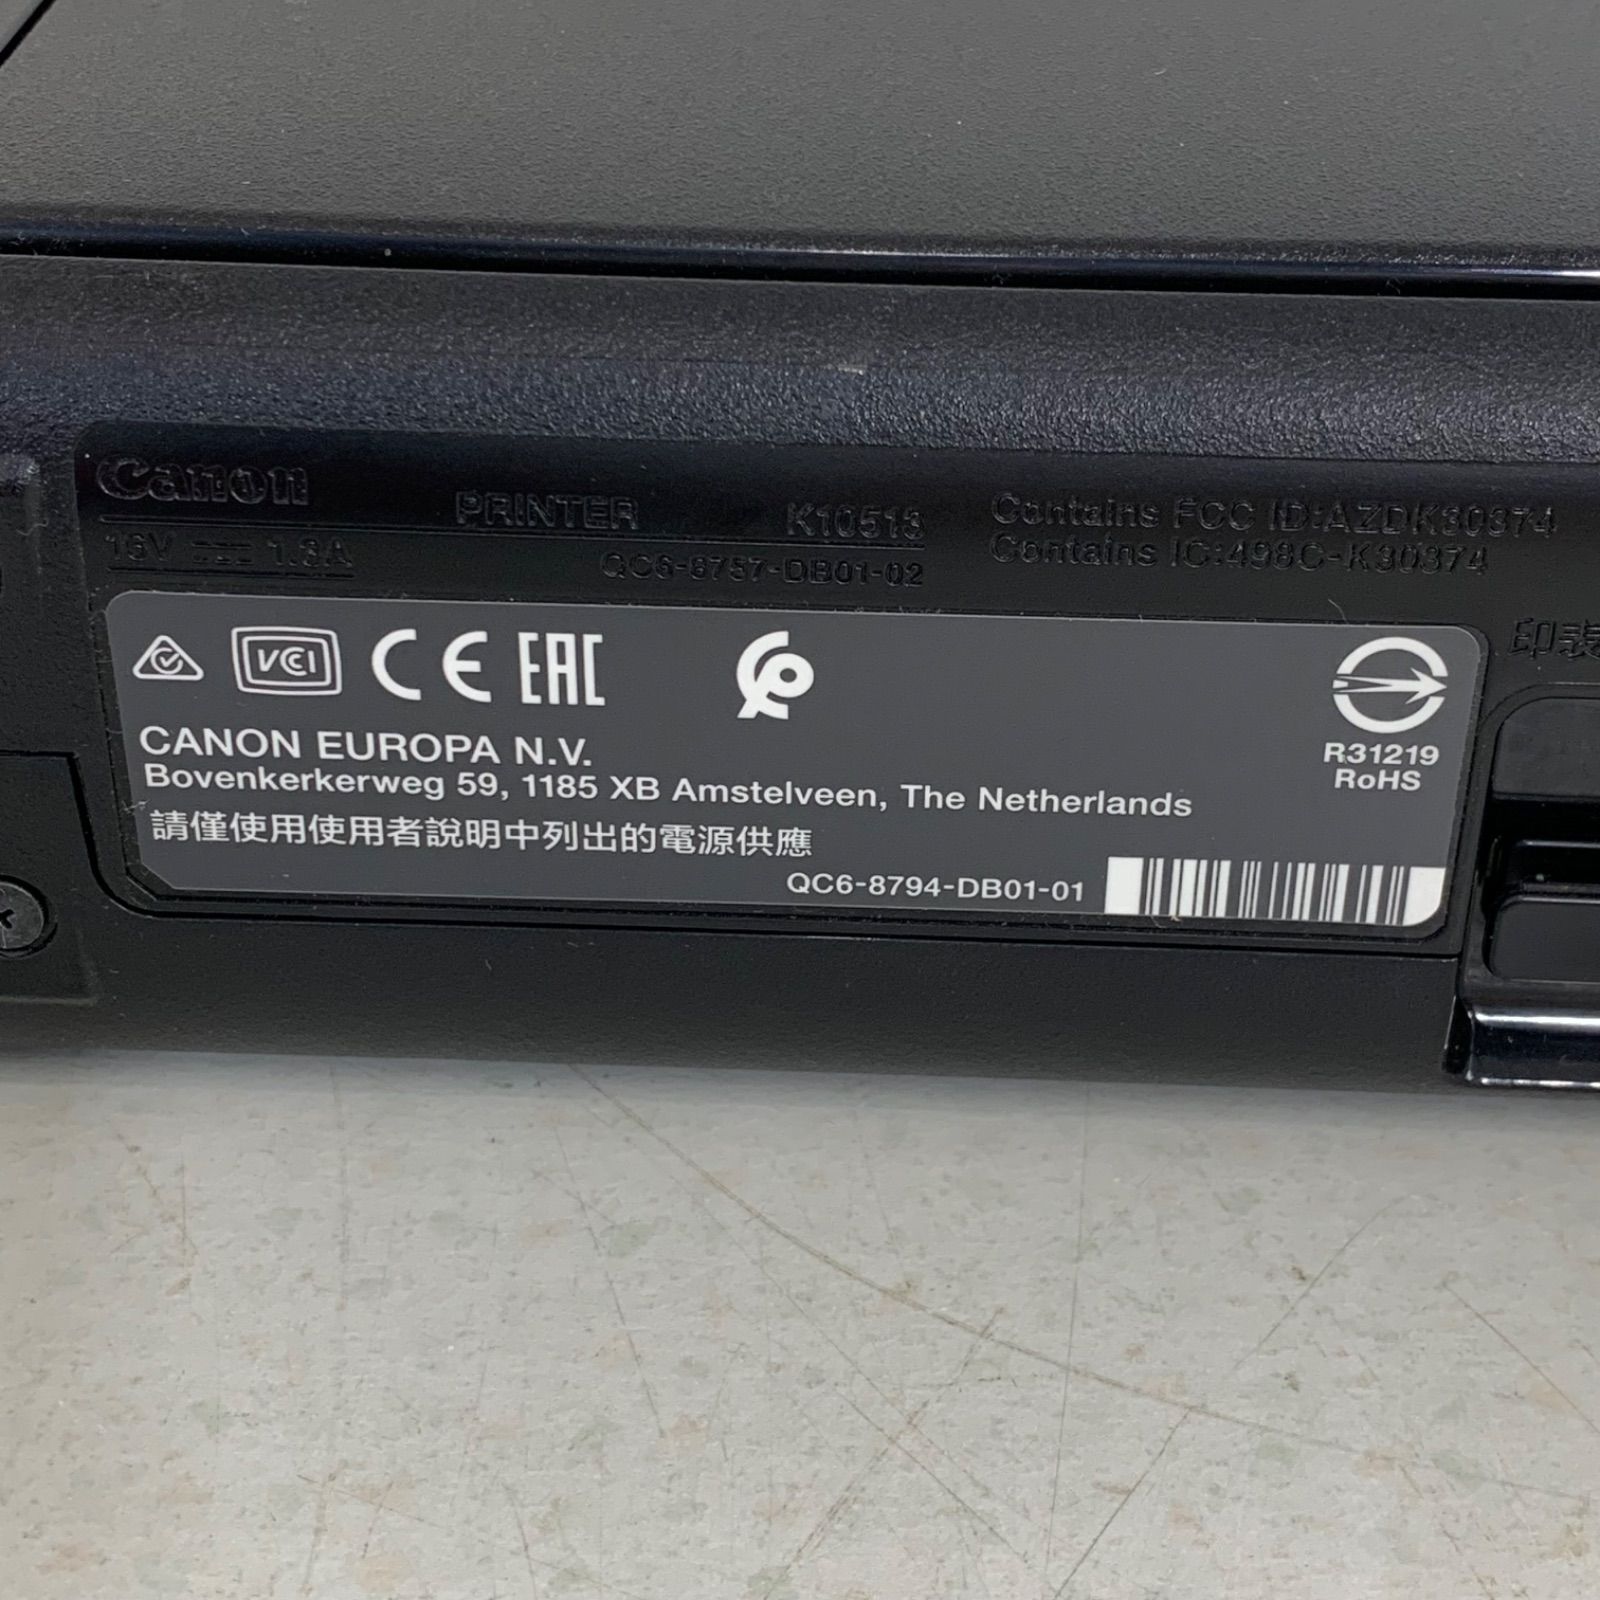 Canon PRINTER K10513
16V 1.3A QC6-8757-DB01-02
Contains FCC ID:AZDK30374
Contains IC:498C-K30374
印表
VCI CE EAC
R31219
RoHS
CANON EUROPA N.V.
Bovenkerkerweg 59, 1185 XB Amstelveen, The Netherlands
請僅使用使用者說明中列出的電源供應
QC6-8794-DB01-01